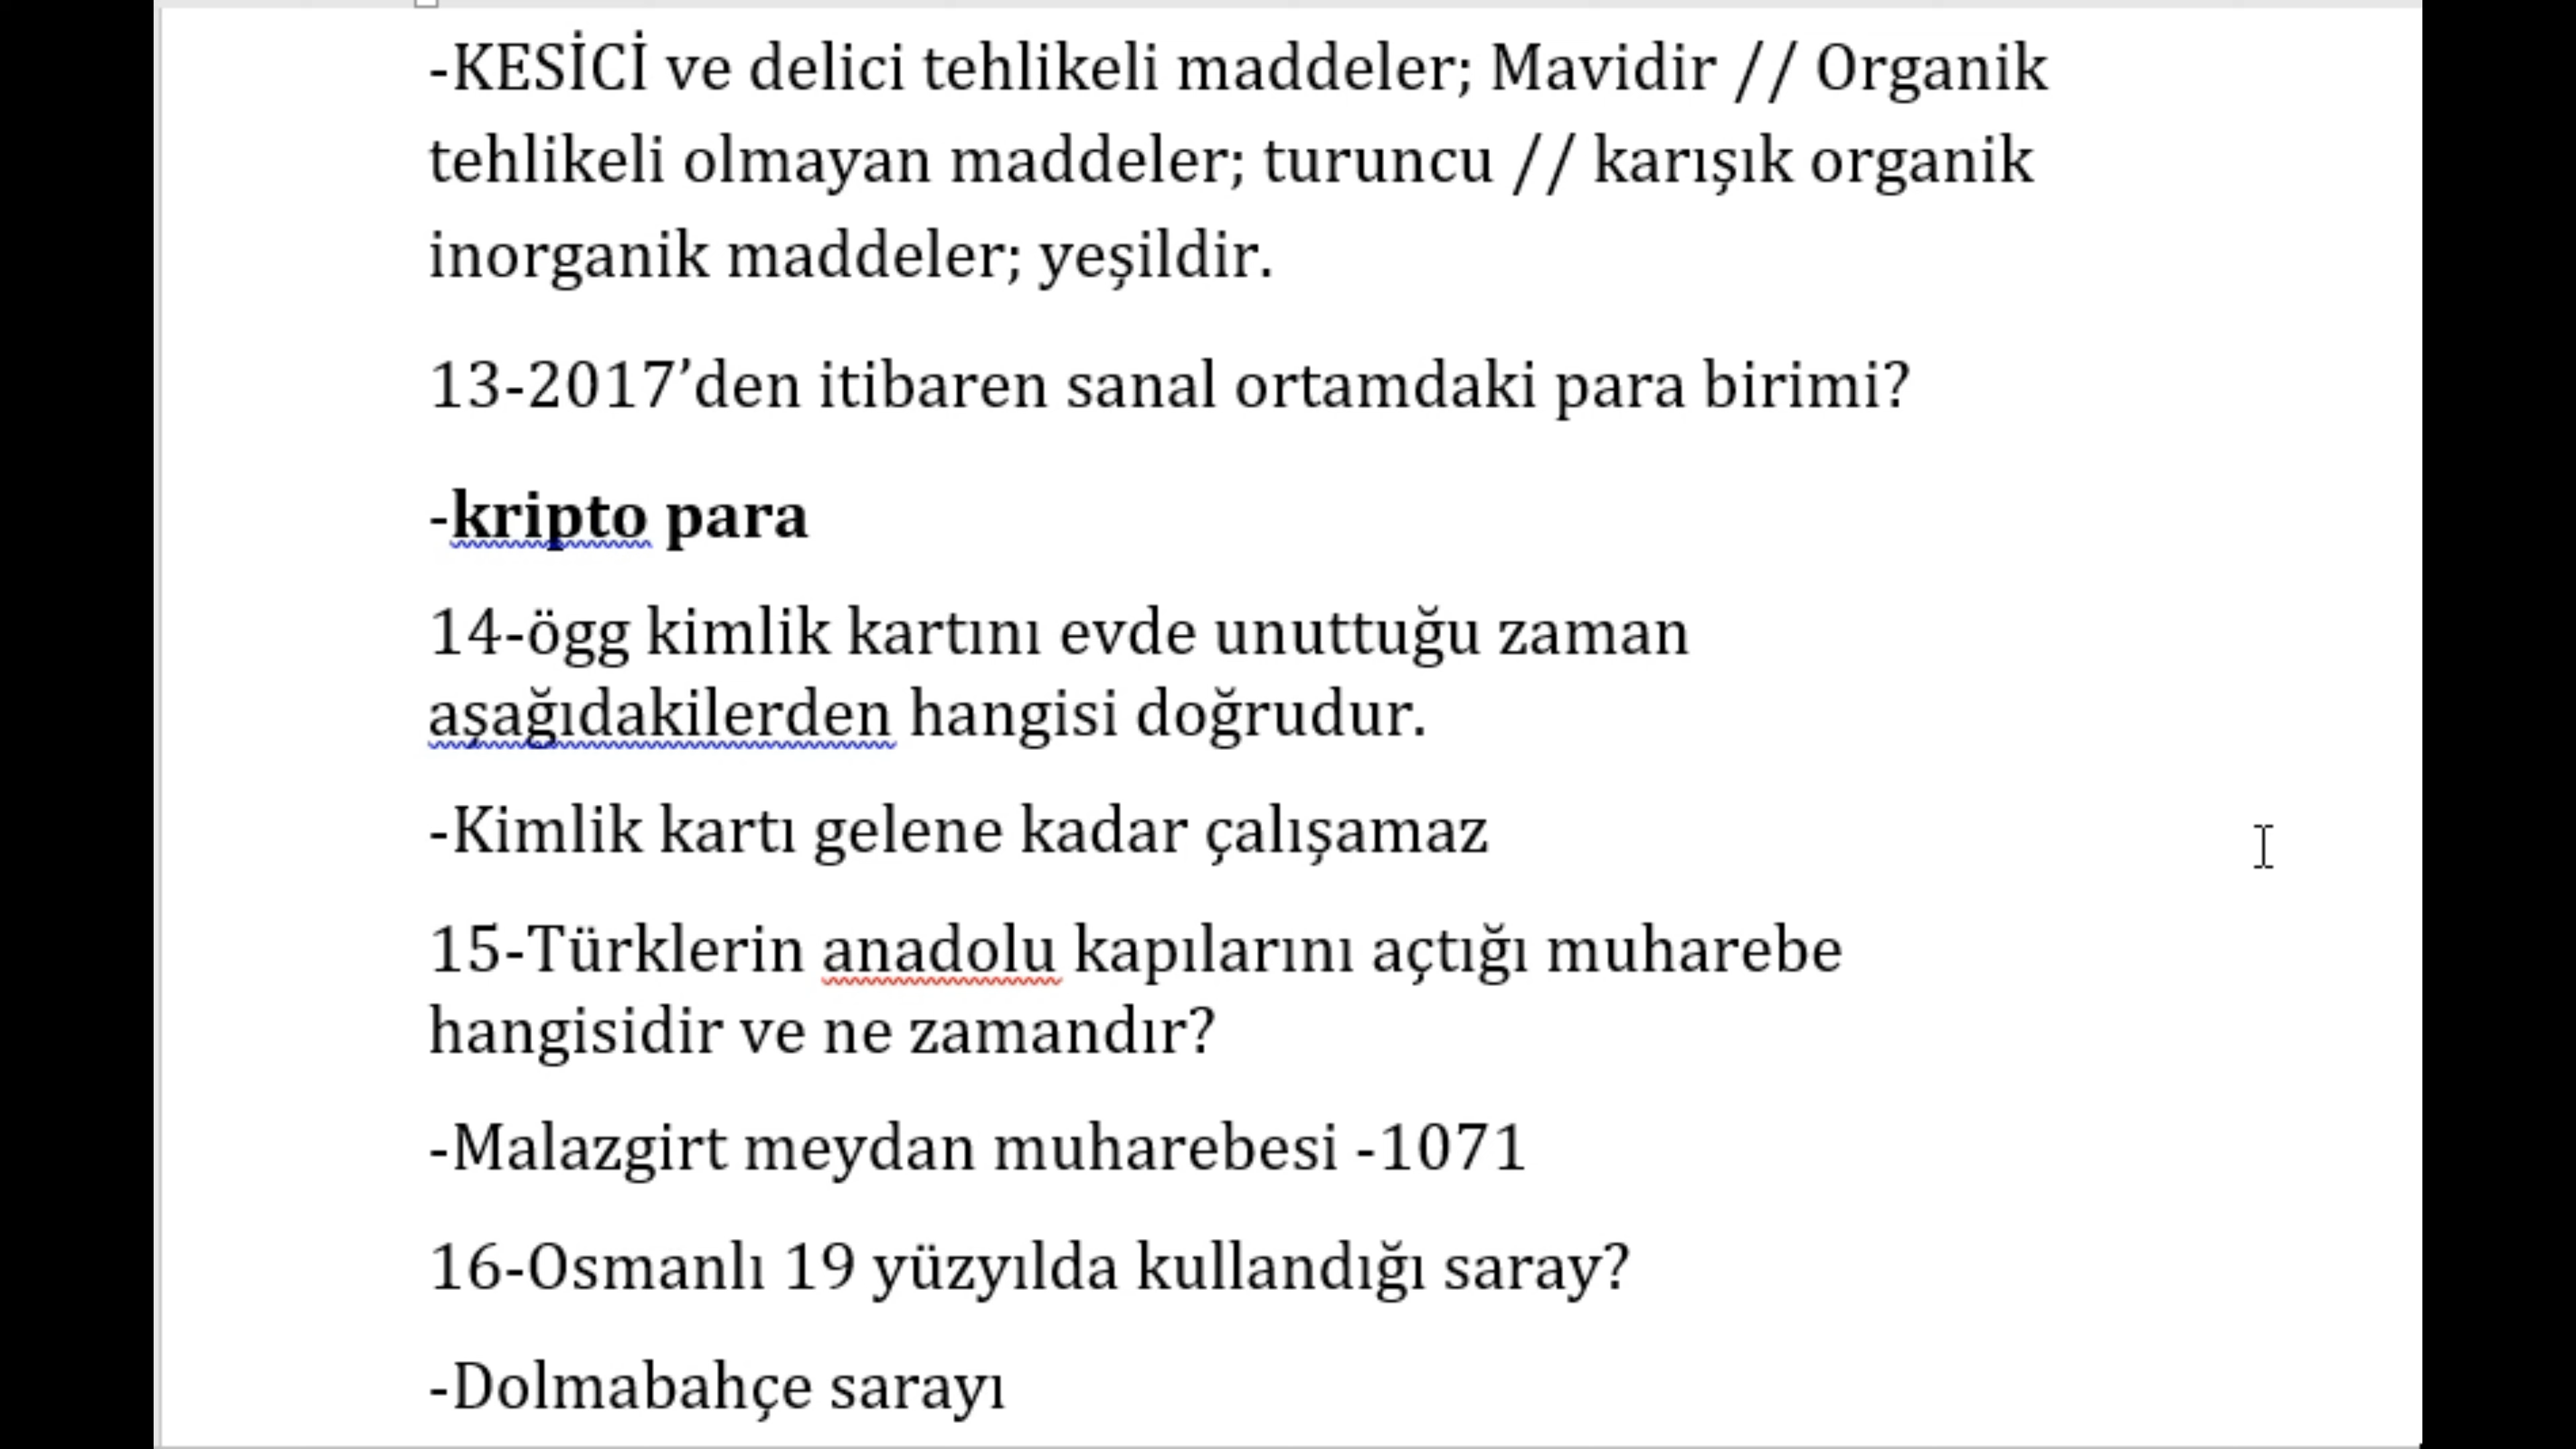 -KESİCİ ve delici tehlikeli maddeler; Mavidir // Organik
tehlikeli olmayan maddeler; turuncu // karışık organik
inorganik maddeler; yeşildir.
13-2017’den itibaren sanal ortamdaki para birimi?
-kripto para
14-ögg kimlik kartını evde unuttuğu zaman
aşağıdakilerden hangisi doğrudur.
-Kimlik kartı gelene kadar çalışamaz
15-Türklerin anadolu kapılarını açtığı muharebe
hangisidir ve ne zamandır?
-Malazgirt meydan muharebesi -1071
16-Osmanlı 19 yüzyılda kullandığı saray?
-Dolmabahçe sarayı